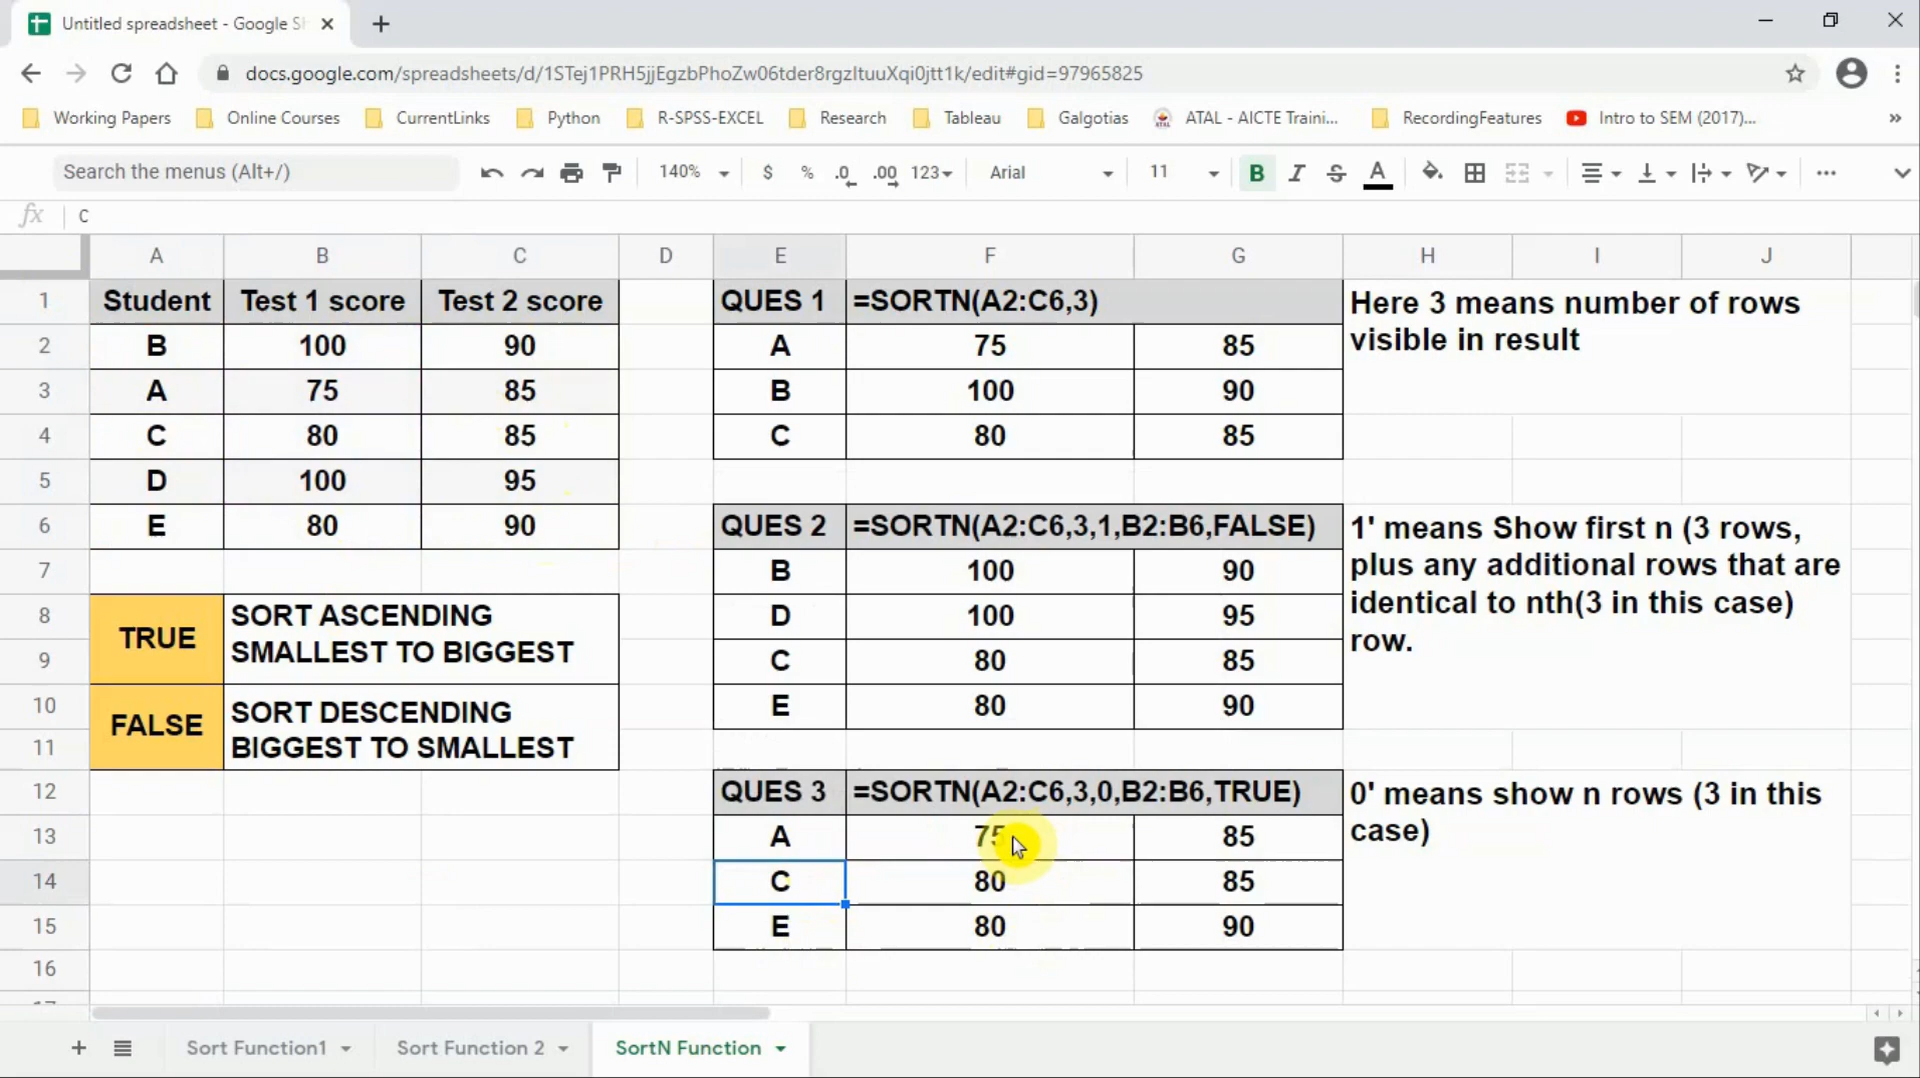 Untitled spreadsheet - Google S
docs.google.com/spreadsheets/d/1STej1PRH5jjEgzbPhoZw06tder8rgzItuuXqi0jtt1k/edit#gid=97965825
Working Papers Online Courses CurrentLinks Python R-SPSS-EXCEL Research Tableau Galgotias ATAL - AICTE Traini... RecordingFeatures Intro to SEM (2017)...
Search the menus (Alt+/) 140% $ % .0 .00 123 Arial 11 B I S A
fx C
A B C D E F G H I J
1 Student Test 1 score Test 2 score QUES 1 =SORTN(A2:C6,3) Here 3 means number of rows
visible in result
2 B 100 90 A 75 85
3 A 75 85 B 100 90
4 C 80 85 C 80 85
5 D 100 95
6 E 80 90 QUES 2 =SORTN(A2:C6,3,1,B2:B6,FALSE) 1' means Show first n (3 rows,
plus any additional rows that are
identical to nth(3 in this case)
row.
7 B 100 90
8 TRUE SORT ASCENDING D 100 95
9 SMALLEST TO BIGGEST C 80 85
10 FALSE SORT DESCENDING E 80 90
11 BIGGEST TO SMALLEST
12 QUES 3 =SORTN(A2:C6,3,0,B2:B6,TRUE) 0' means show n rows (3 in this
case)
13 A 75 85
14 C 80 85
15 E 80 90
16
Sort Function1 Sort Function 2 SortN Function